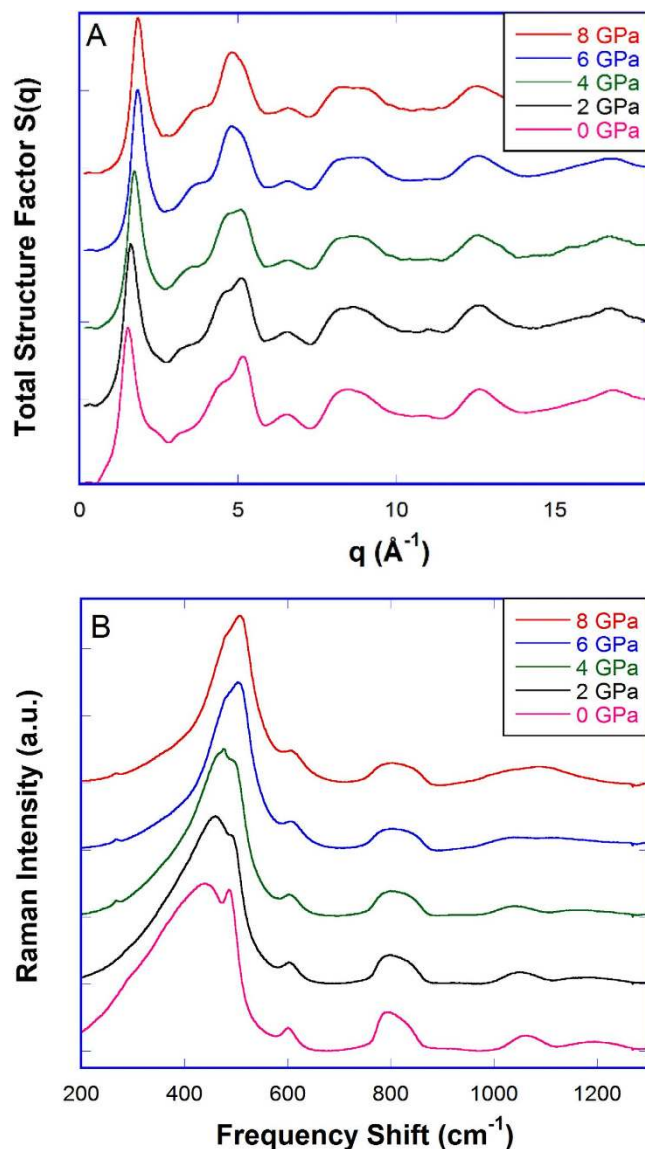 A
8 GPa
6 GPa
4 GPa
2 GPa
0 GPa
Total Structure Factor S(q)
0 5 10 15
q (Å⁻¹)
B
8 GPa
6 GPa
4 GPa
2 GPa
0 GPa
Raman Intensity (a.u.)
200 400 600 800 1000 1200
Frequency Shift (cm⁻¹)